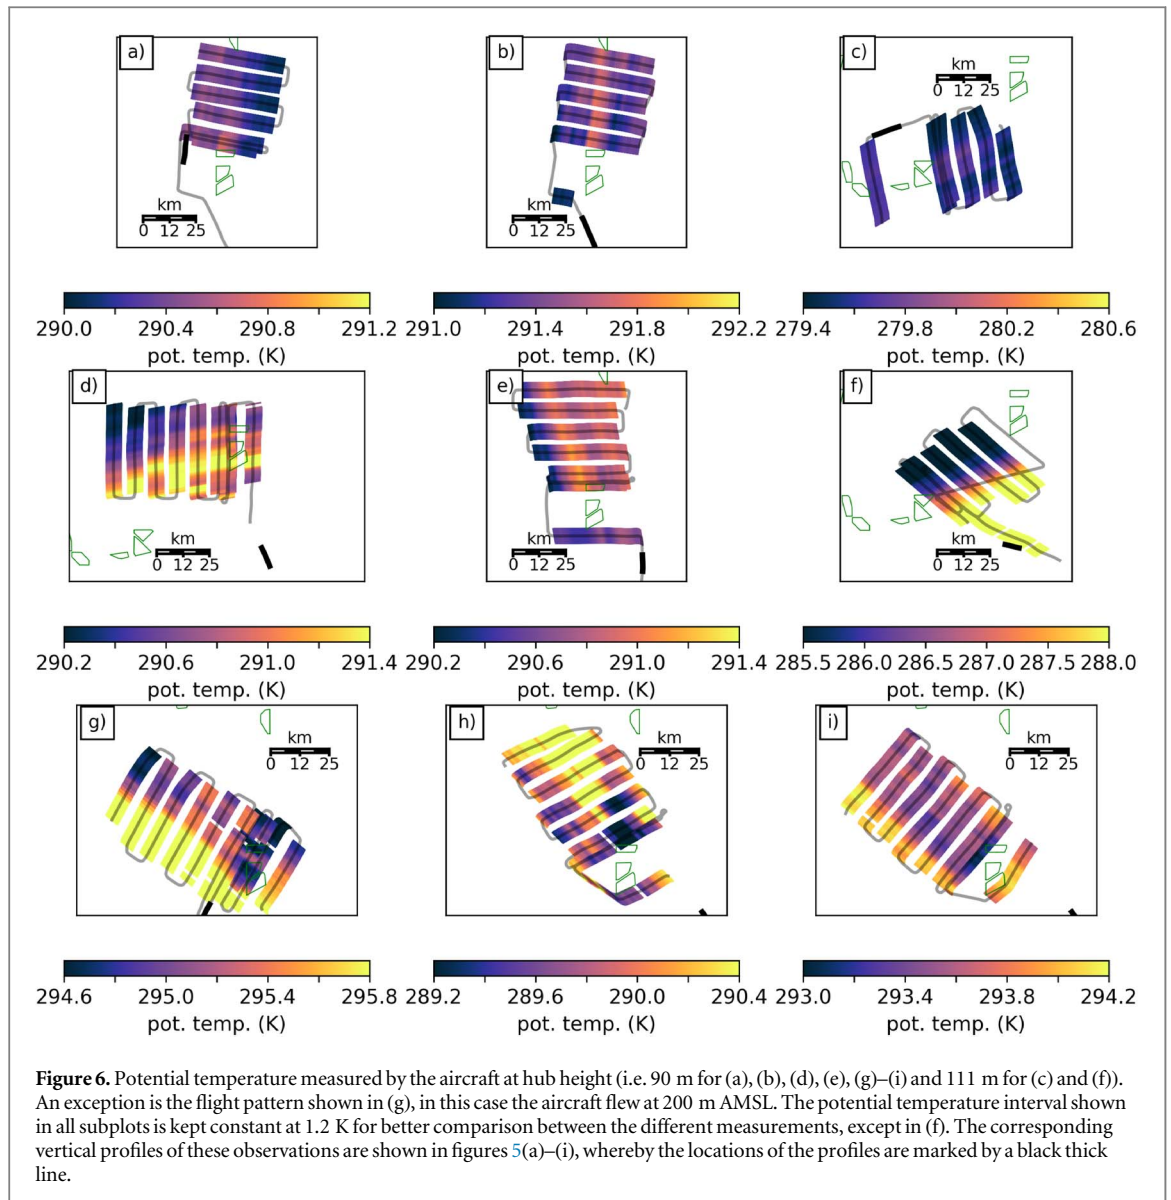 a)
km
0 12 25
b)
km
0 12 25
c)
km
0 12 25
290.0 290.4 290.8 291.2
pot. temp. (K)
291.0 291.4 291.8 292.2
pot. temp. (K)
279.4 279.8 280.2 280.6
pot. temp. (K)
d)
km
0 12 25
e)
km
0 12 25
f)
km
0 12 25
290.2 290.6 291.0 291.4
pot. temp. (K)
290.2 290.6 291.0 291.4
pot. temp. (K)
285.5 286.0 286.5 287.0 287.5 288.0
pot. temp. (K)
g)
km
0 12 25
h)
km
0 12 25
i)
km
0 12 25
294.6 295.0 295.4 295.8
pot. temp. (K)
289.2 289.6 290.0 290.4
pot. temp. (K)
293.0 293.4 293.8 294.2
pot. temp. (K)
Figure 6. Potential temperature measured by the aircraft at hub height (i.e. 90 m for (a), (b), (d), (e), (g)–(i) and 111 m for (c) and (f)).
An exception is the flight pattern shown in (g), in this case the aircraft flew at 200 m AMSL. The potential temperature interval shown
in all subplots is kept constant at 1.2 K for better comparison between the different measurements, except in (f). The corresponding
vertical profiles of these observations are shown in figures 5(a)–(i), whereby the locations of the profiles are marked by a black thick
line.